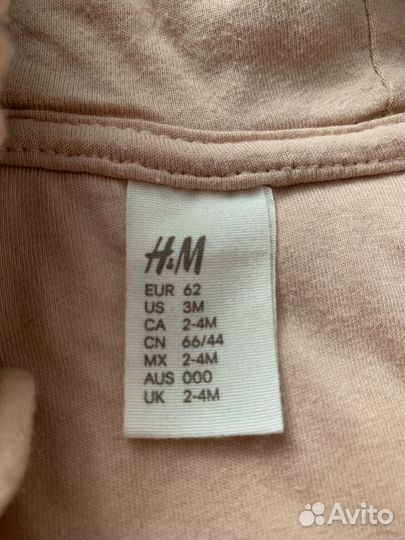 H&M
EUR 62
US 3M
CA 2-4M
CN 66/44
MX 2-4M
AUS 000
UK 2-4M
Avito